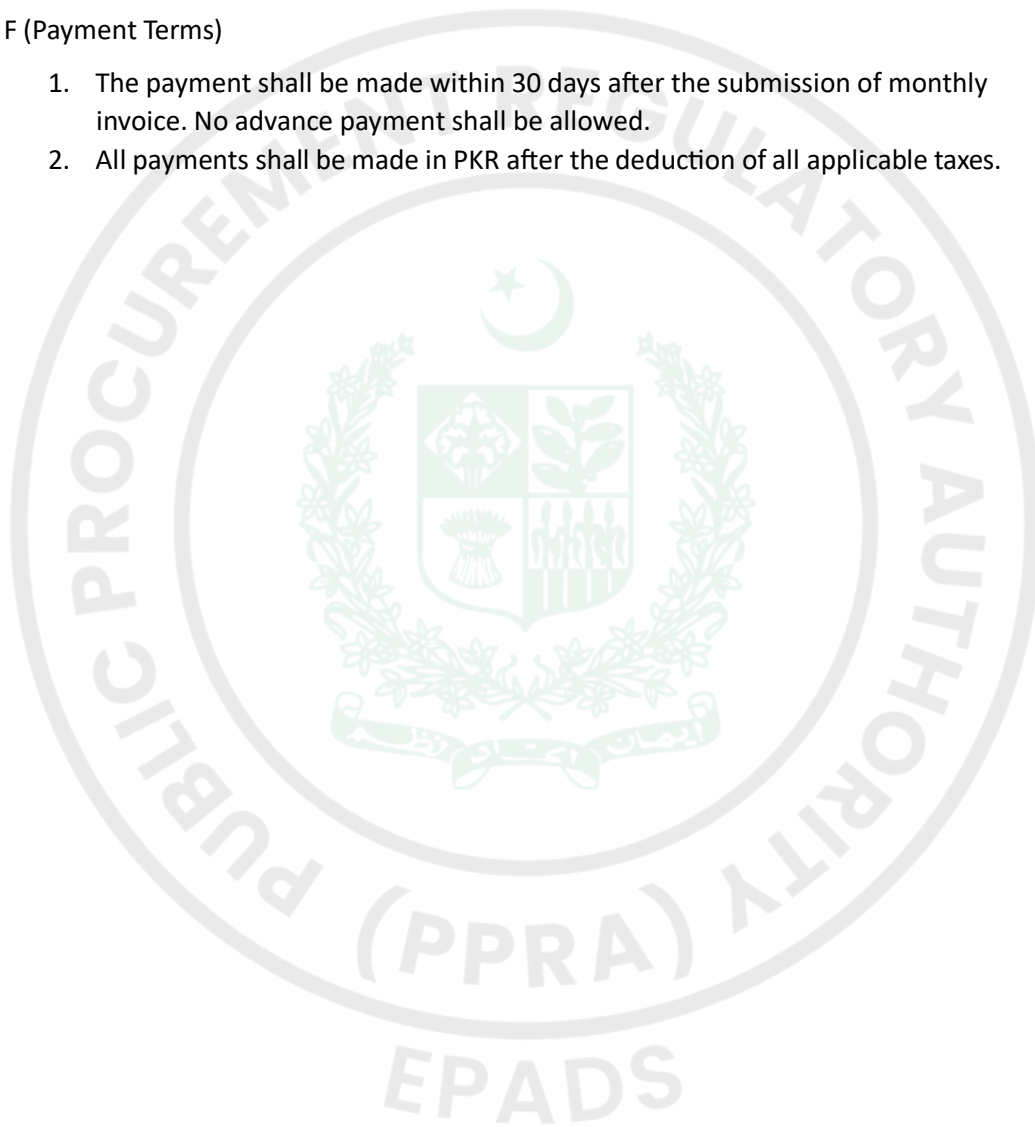 F (Payment Terms)
1. The payment shall be made within 30 days after the submission of monthly
invoice. No advance payment shall be allowed.
2. All payments shall be made in PKR after the deduction of all applicable taxes.
PUBLIC PROCUREMENT REGULATORY AUTHORITY
(PPRA)
EPADS